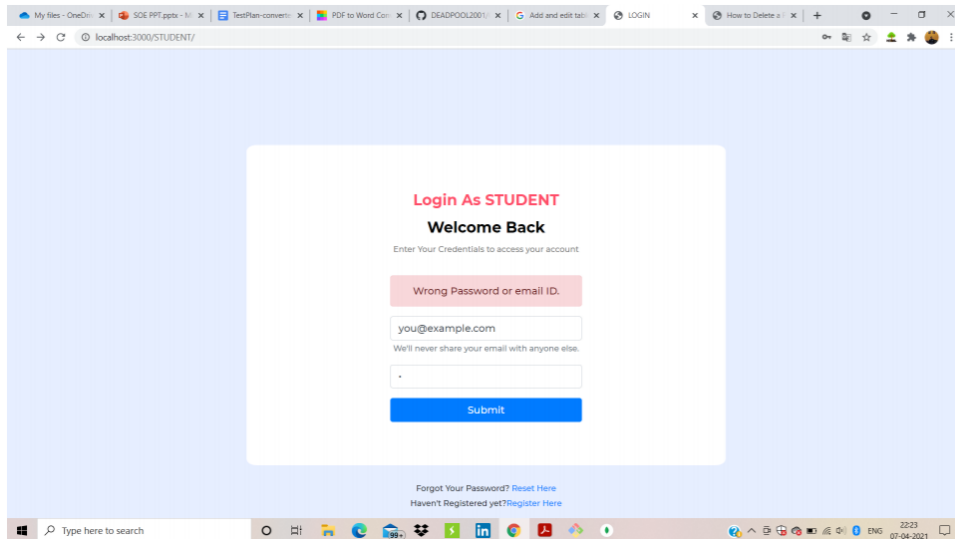 My files - OneDri
SOE PPT.pptx - M
TestPlan-converte
PDF to Word Con
DEADPOOL2001/
Add and edit tabl
LOGIN
How to Delete a F
localhost:3000/STUDENT/
Login As STUDENT
Welcome Back
Enter Your Credentials to access your account
Wrong Password or email ID.
you@example.com
We'll never share your email with anyone else.
Submit
Forgot Your Password? Reset Here
Haven't Registered yet?Register Here
Type here to search
99+
in
ENG
22:23
07-04-2021